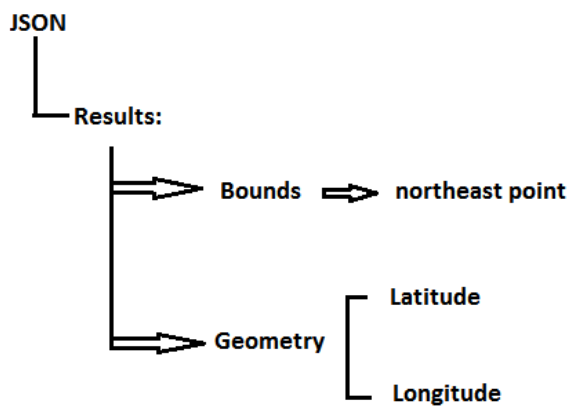 JSON
Results:
Bounds
northeast point
Geometry
Latitude
Longitude